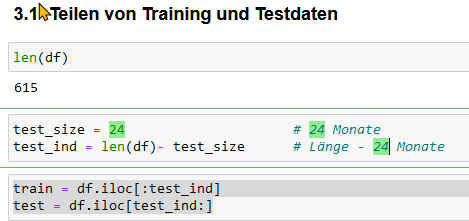 3.1 Teilen von Training und Testdaten
len(df)
615
test_size = 24 # 24 Monate
test_ind = len(df)- test_size # Länge - 24 Monate
train = df.iloc[:test_ind]
test = df.iloc[test_ind:]